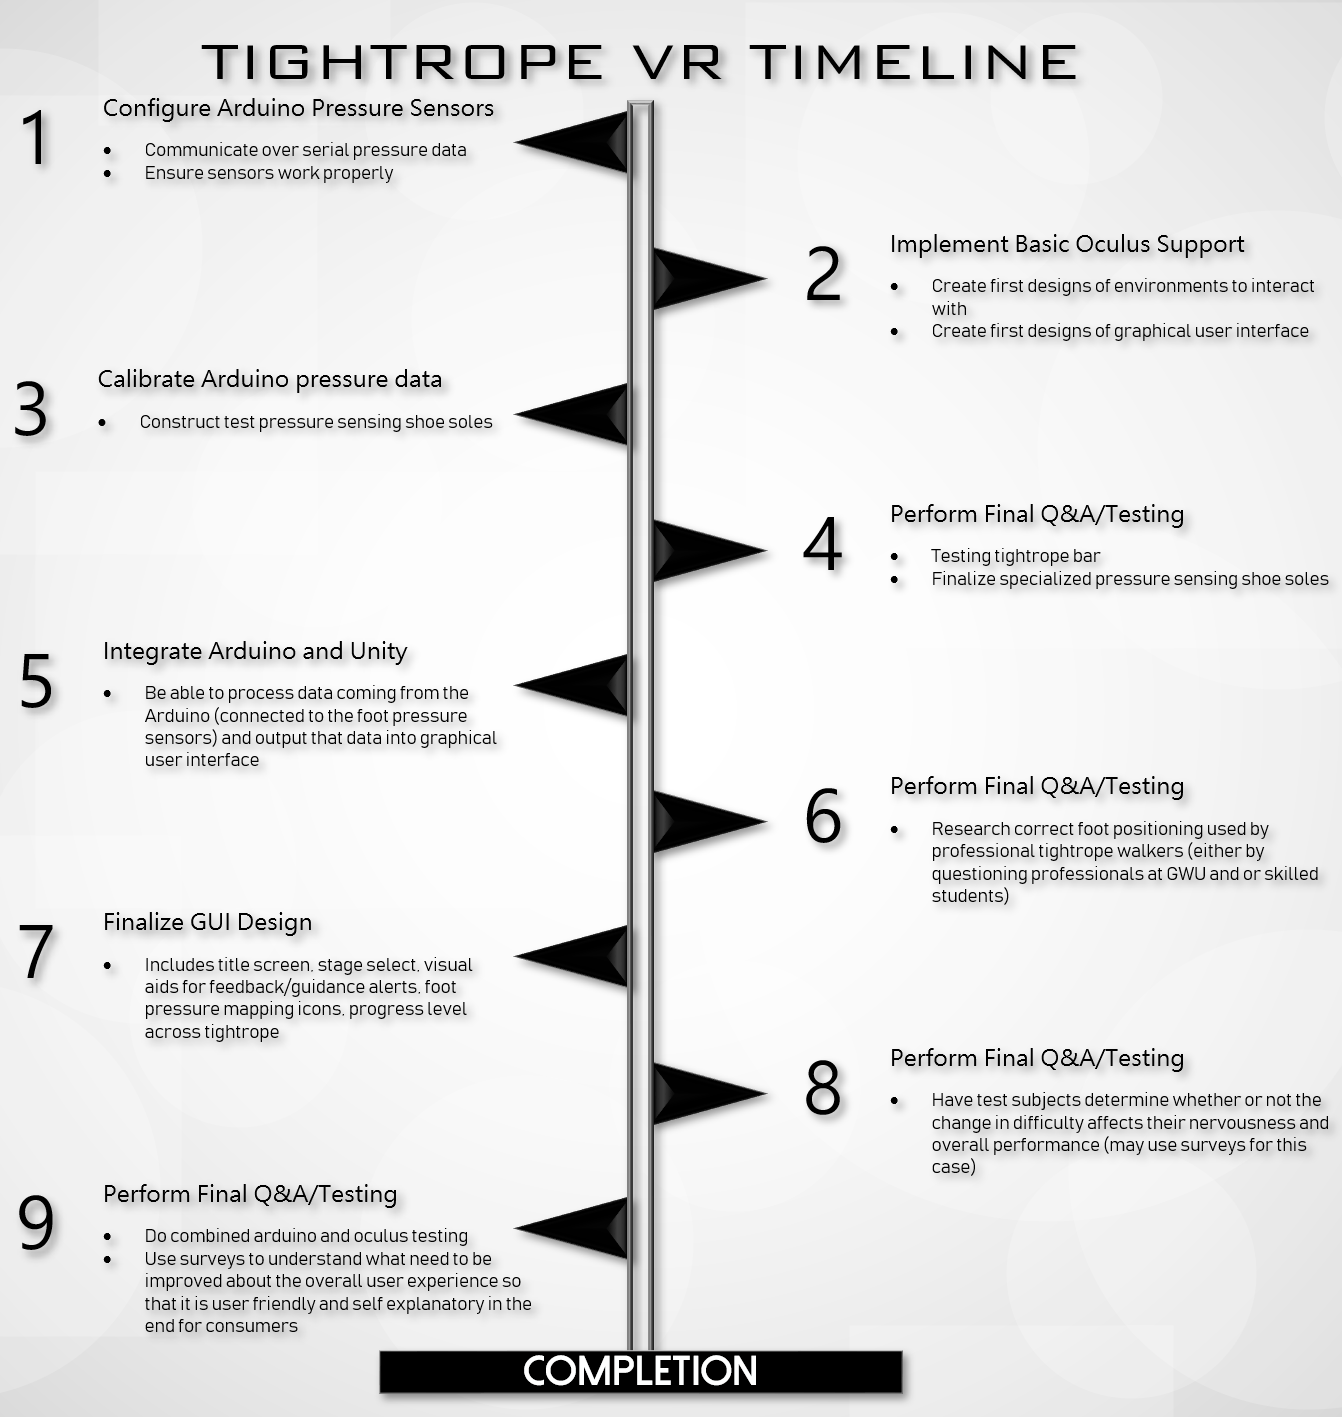 TIGHTROPE VR TIMELINE
1
Configure Arduino Pressure Sensors
• Communicate over serial pressure data
• Ensure sensors work properly
2
Implement Basic Oculus Support
• Create first designs of environments to interact
with
• Create first designs of graphical user interface
3
Calibrate Arduino pressure data
• Construct test pressure sensing shoe soles
4
Perform Final Q&A/Testing
• Testing tightrope bar
• Finalize specialized pressure sensing shoe soles
5
Integrate Arduino and Unity
• Be able to process data coming from the
Arduino (connected to the foot pressure
sensors) and output that data into graphical
user interface
6
Perform Final Q&A/Testing
• Research correct foot positioning used by
professional tightrope walkers (either by
questioning professionals at GWU and or skilled
students)
7
Finalize GUI Design
• Includes title screen, stage select, visual
aids for feedback/guidance alerts, foot
pressure mapping icons, progress level
across tightrope
8
Perform Final Q&A/Testing
• Have test subjects determine whether or not the
change in difficulty affects their nervousness and
overall performance (may use surveys for this
case)
9
Perform Final Q&A/Testing
• Do combined arduino and oculus testing
• Use surveys to understand what need to be
improved about the overall user experience so
that it is user friendly and self explanatory in the
end for consumers
COMPLETION